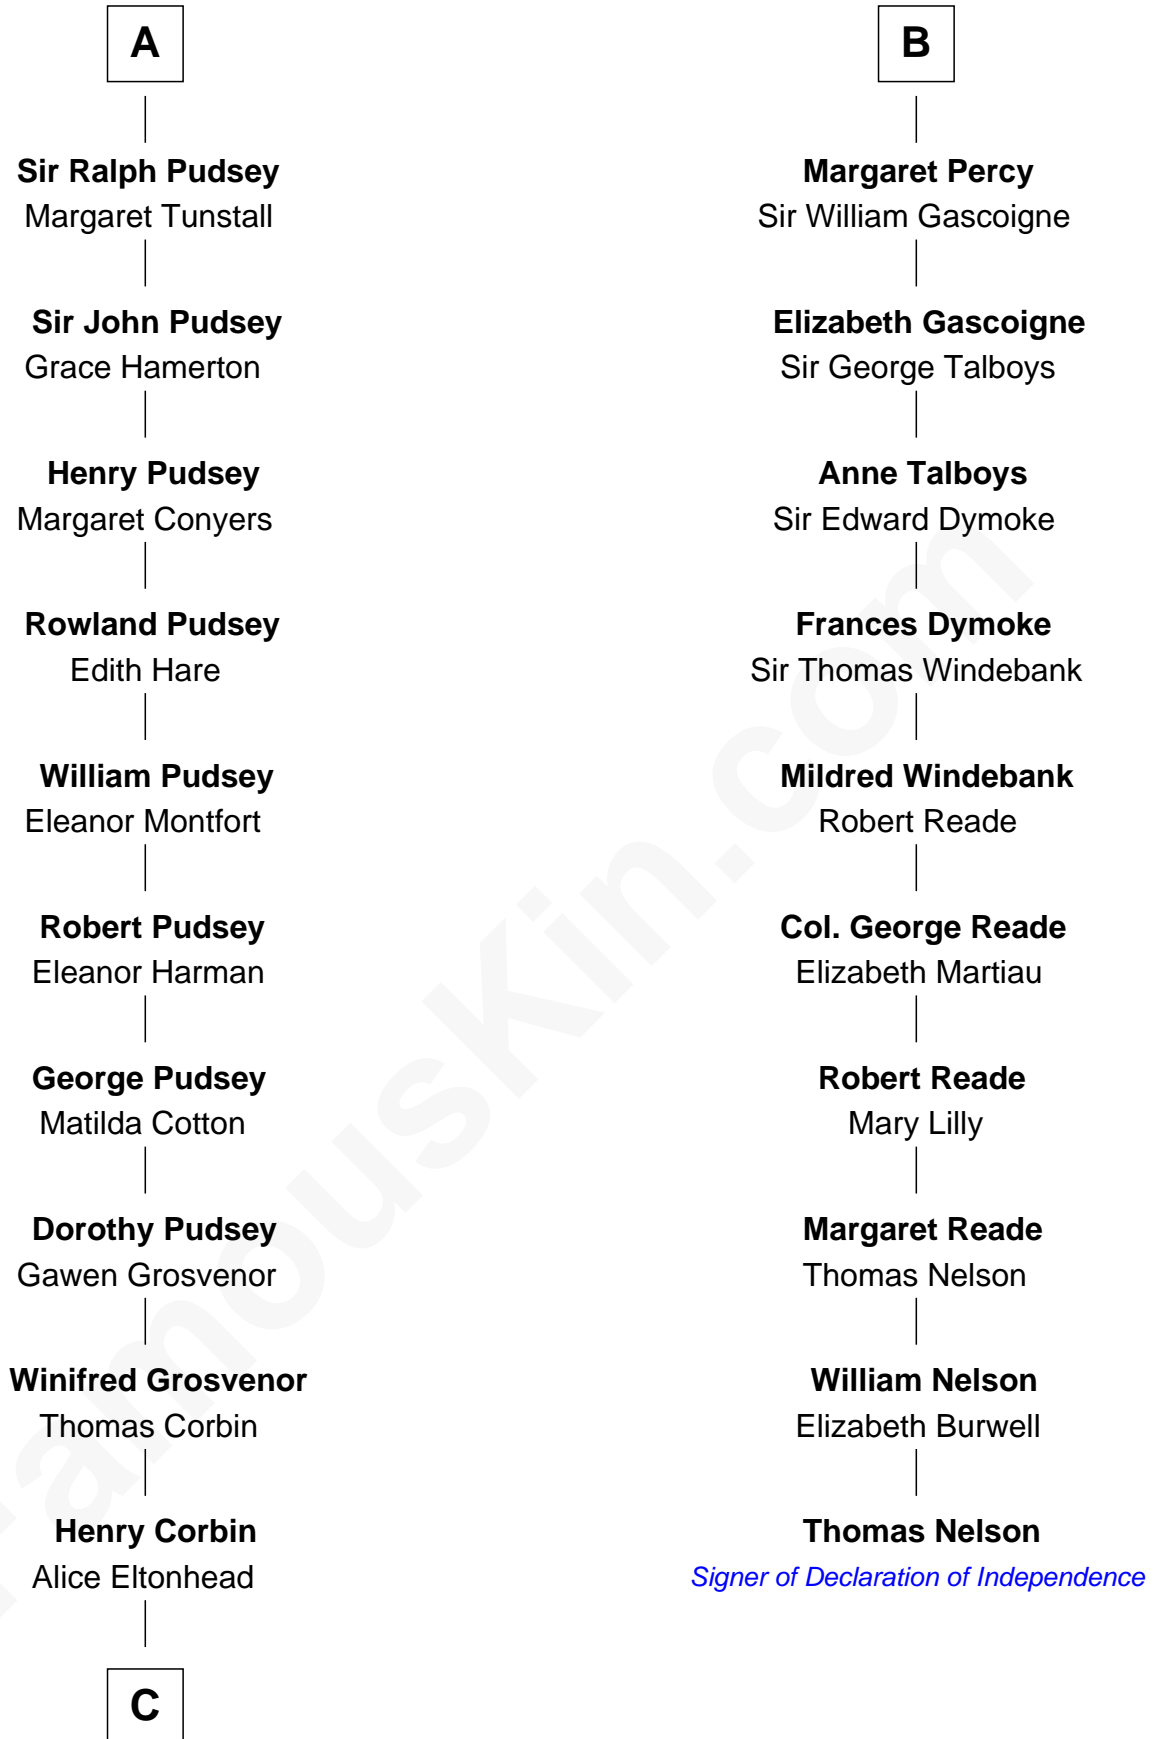 A
Sir Ralph Pudsey
Margaret Tunstall
Sir John Pudsey
Grace Hamerton
Henry Pudsey
Margaret Conyers
Rowland Pudsey
Edith Hare
William Pudsey
Eleanor Montfort
Robert Pudsey
Eleanor Harman
George Pudsey
Matilda Cotton
Dorothy Pudsey
Gawen Grosvenor
Winifred Grosvenor
Thomas Corbin
Henry Corbin
Alice Eltonhead
C
B
Margaret Percy
Sir William Gascoigne
Elizabeth Gascoigne
Sir George Talboys
Anne Talboys
Sir Edward Dymoke
Frances Dymoke
Sir Thomas Windebank
Mildred Windebank
Robert Reade
Col. George Reade
Elizabeth Martiau
Robert Reade
Mary Lilly
Margaret Reade
Thomas Nelson
William Nelson
Elizabeth Burwell
Thomas Nelson
Signer of Declaration of Independence
FamousKin.com